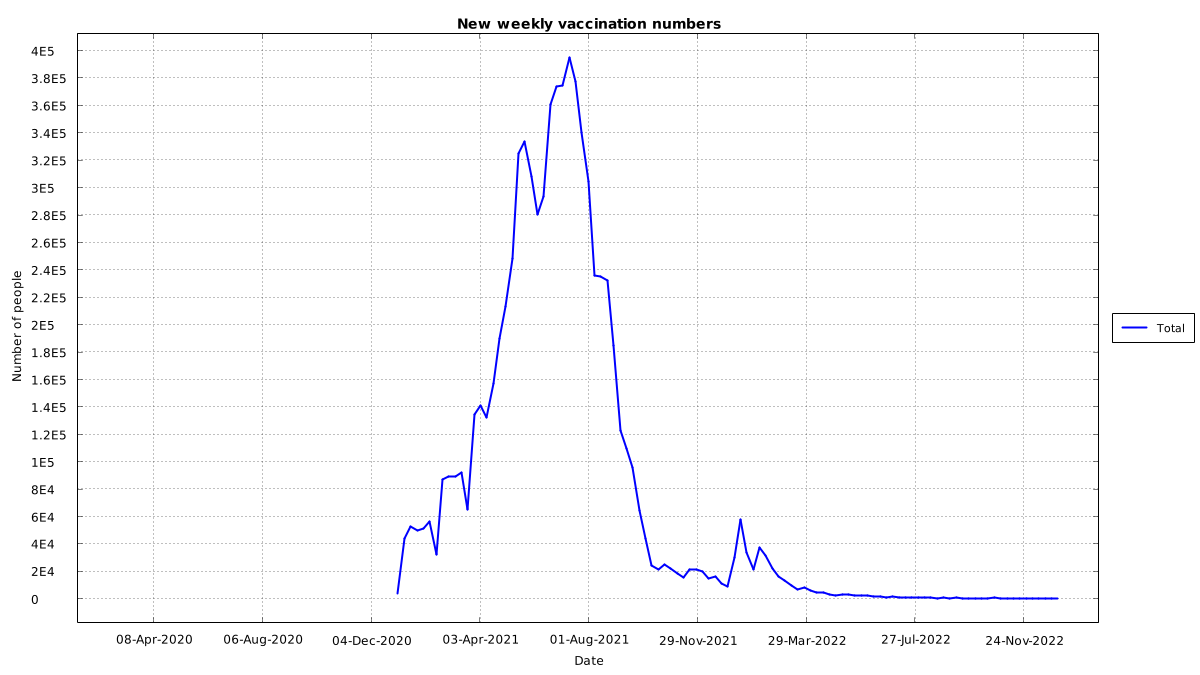 New weekly vaccination numbers
4E5
3.8E5
3.6E5
3.4E5
3.2E5
3E5
2.8E5
2.6E5
2.4E5
2.2E5
2E5
1.8E5
1.6E5
1.4E5
1.2E5
1E5
8E4
6E4
4E4
2E4
0
Number of people
Total
08-Apr-2020 06-Aug-2020 04-Dec-2020 03-Apr-2021 01-Aug-2021 29-Nov-2021 29-Mar-2022 27-Jul-2022 24-Nov-2022
Date